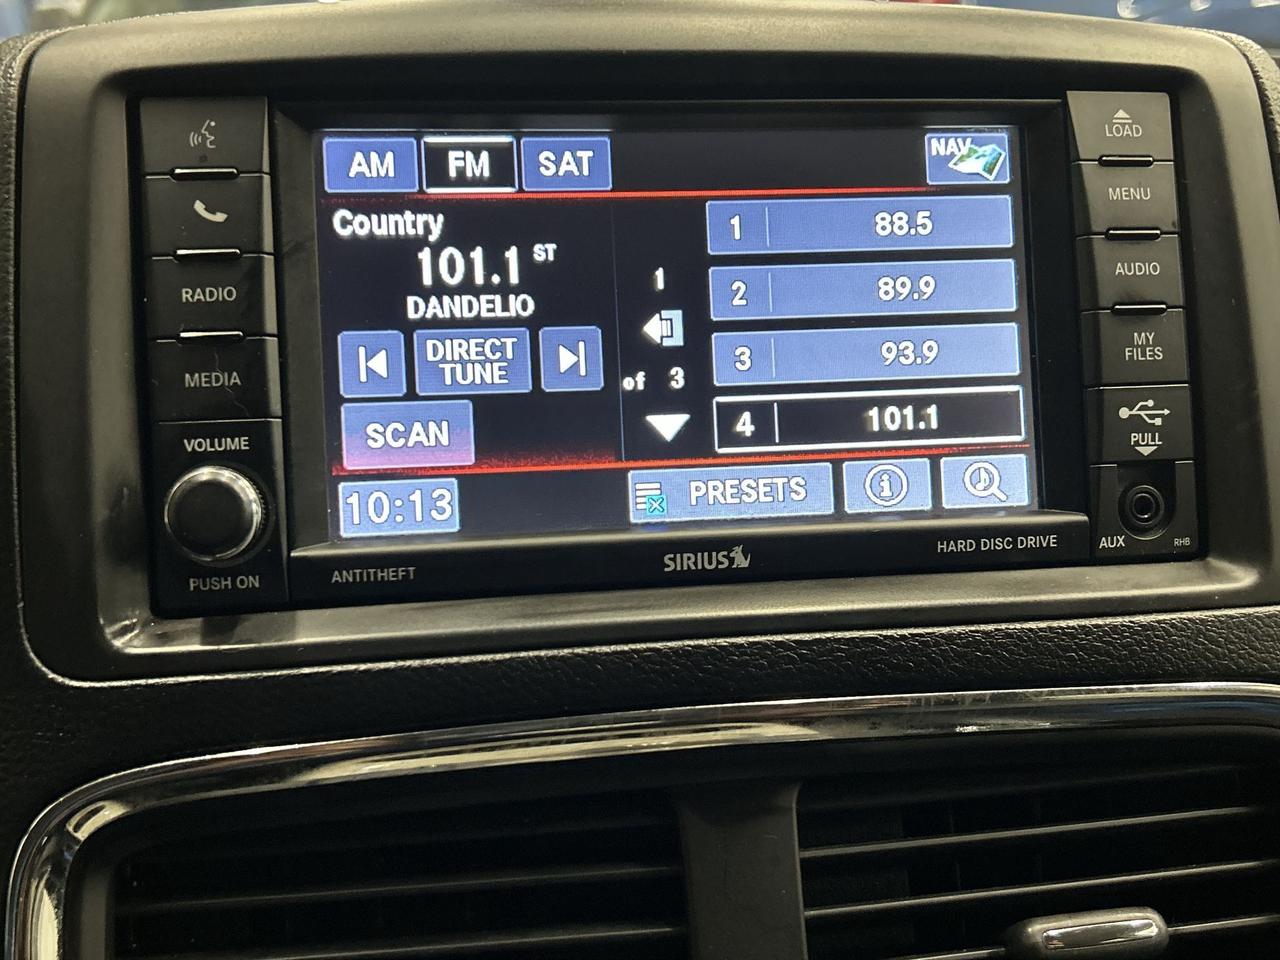 AM FM SAT NAV
Country
101.1 ST
DANDELIO
DIRECT
TUNE
SCAN
10:13
1
of 3
1 88.5
2 89.9
3 93.9
4 101.1
PRESETS
i
RADIO
MEDIA
VOLUME
PUSH ON
LOAD
MENU
AUDIO
MY
FILES
PULL
AUX RHB
ANTITHEFT
SIRIUS
HARD DISC DRIVE